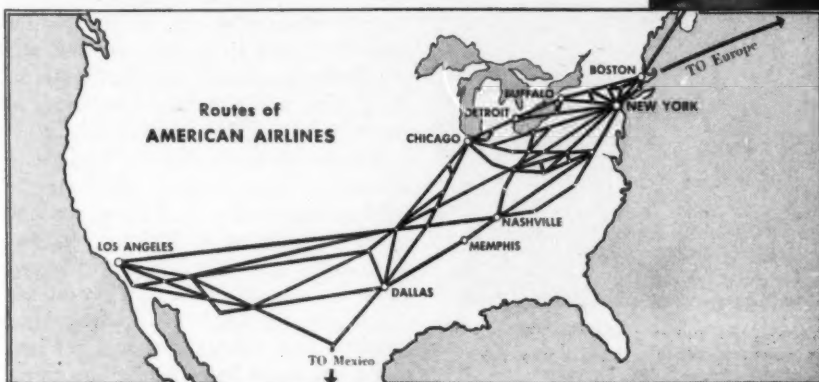 Routes of
AMERICAN AIRLINES
BOSTON
TO Europe
BUFFALO
DETROIT
NEW YORK
CHICAGO
NASHVILLE
LOS ANGELES
MEMPHIS
DALLAS
TO Mexico